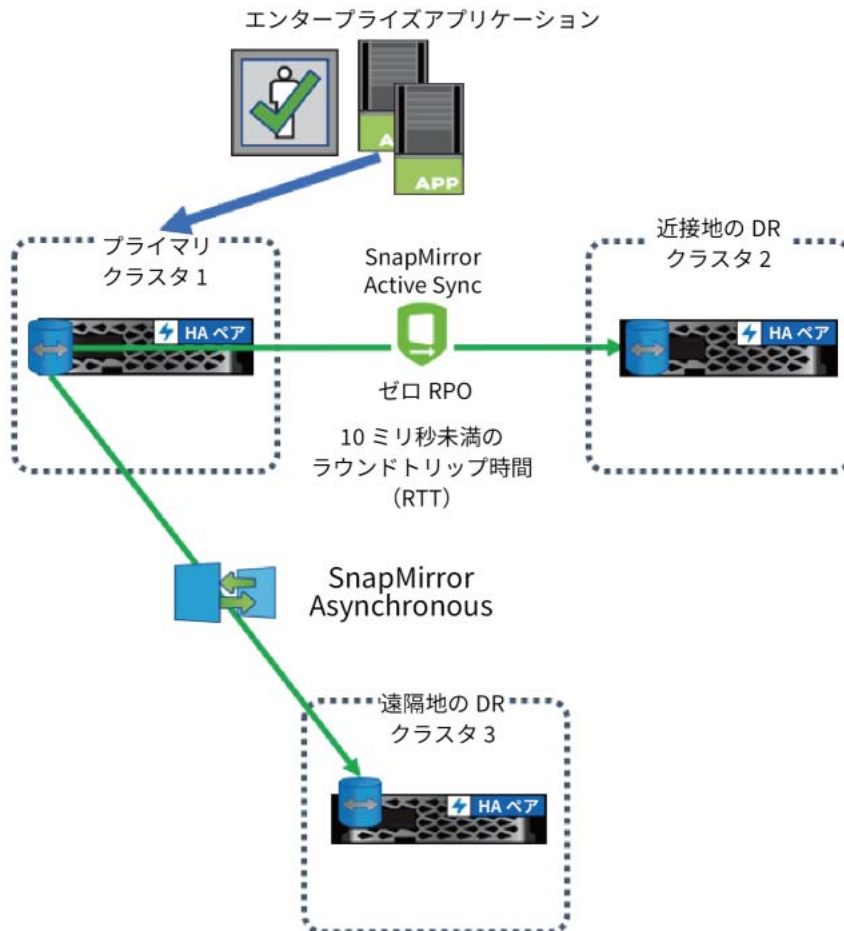 エンタープライズアプリケーション
A
APP
プライマリ
クラスタ 1
HA ペア
SnapMirror
Active Sync
ゼロ RPO
10 ミリ秒未満の
ラウンドトリップ時間
（RTT）
近接地の DR
クラスタ 2
HA ペア
SnapMirror
Asynchronous
遠隔地の DR
クラスタ 3
HA ペア